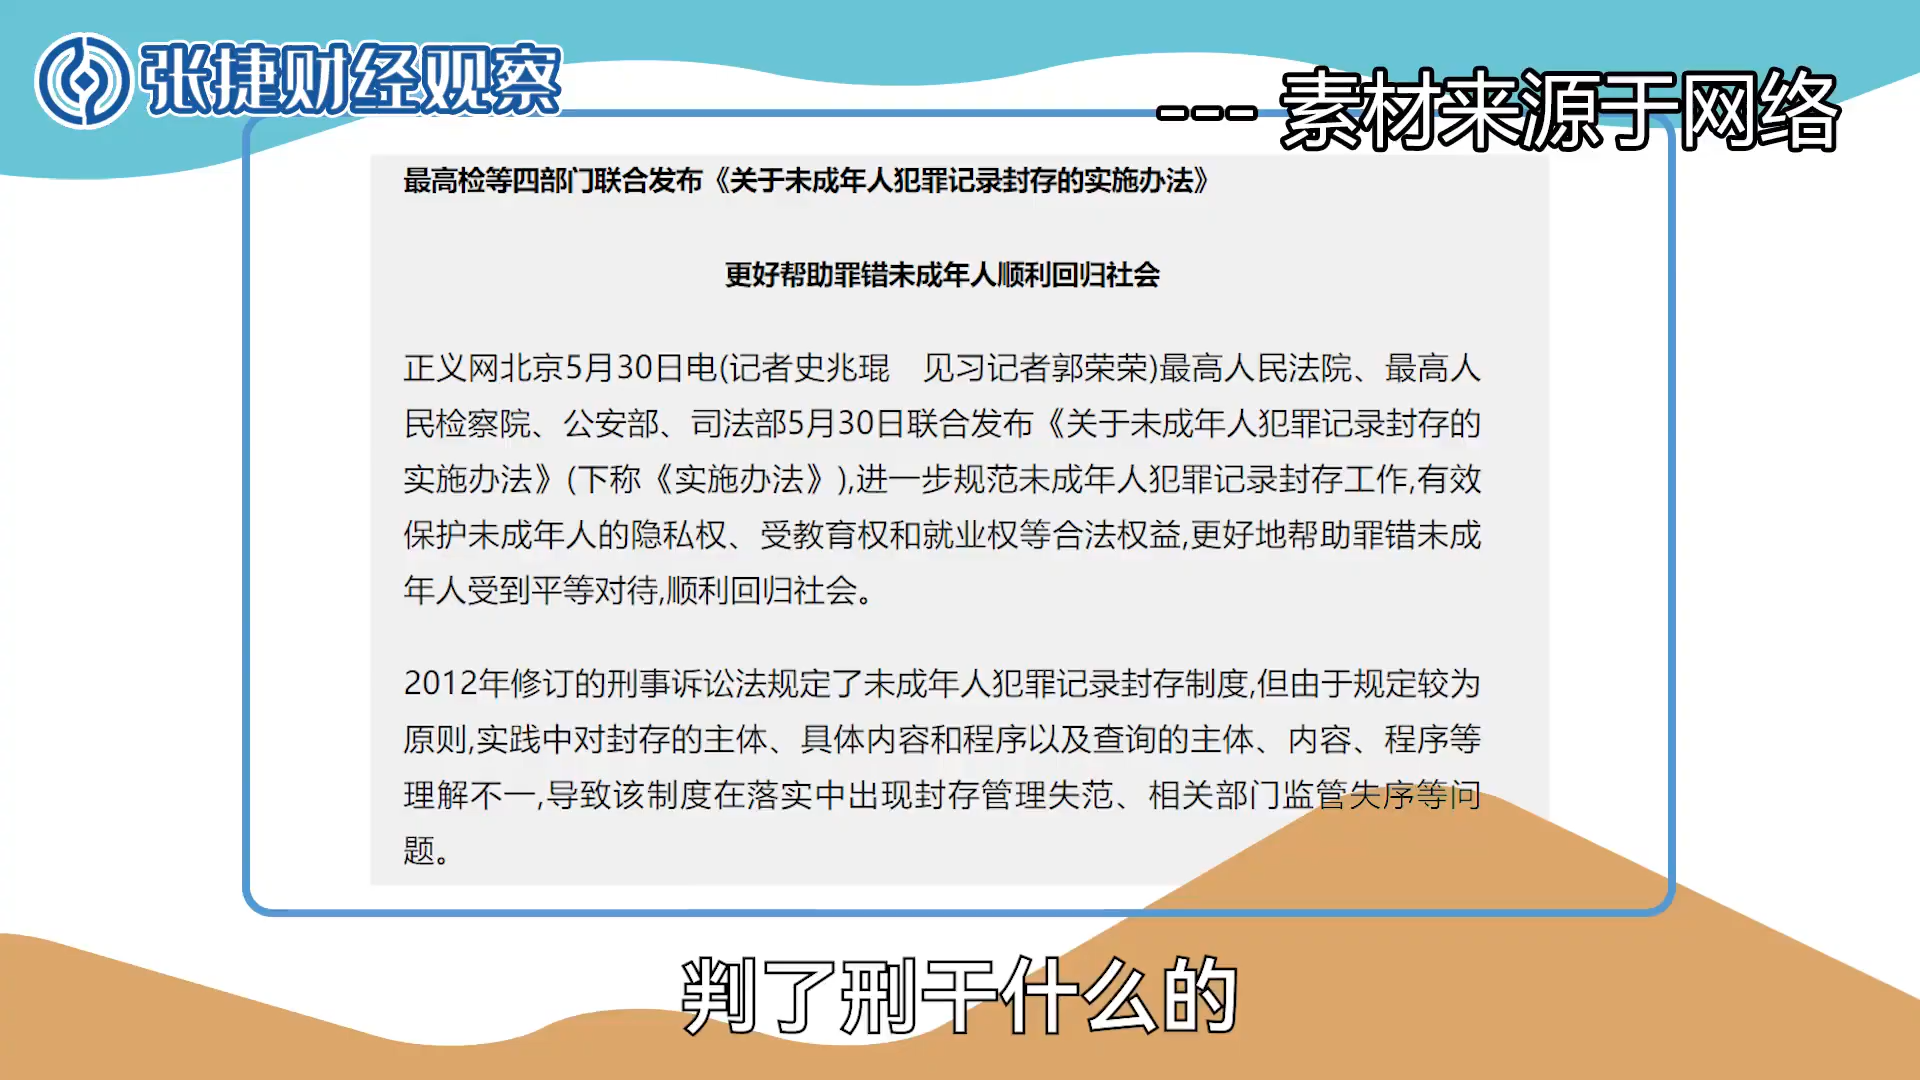 张捷财经观察
--- 素材来源于网络
最高检等四部门联合发布《关于未成年人犯罪记录封存的实施办法》
更好帮助罪错未成年人顺利回归社会
正义网北京5月30日电(记者史兆琨　见习记者郭荣荣)最高人民法院、最高人
民检察院、公安部、司法部5月30日联合发布《关于未成年人犯罪记录封存的
实施办法》(下称《实施办法》),进一步规范未成年人犯罪记录封存工作,有效
保护未成年人的隐私权、受教育权和就业权等合法权益,更好地帮助罪错未成
年人受到平等对待,顺利回归社会。
2012年修订的刑事诉讼法规定了未成年人犯罪记录封存制度,但由于规定较为
原则,实践中对封存的主体、具体内容和程序以及查询的主体、内容、程序等
理解不一,导致该制度在落实中出现封存管理失范、相关部门监管失序等问
题。
判了刑干什么的